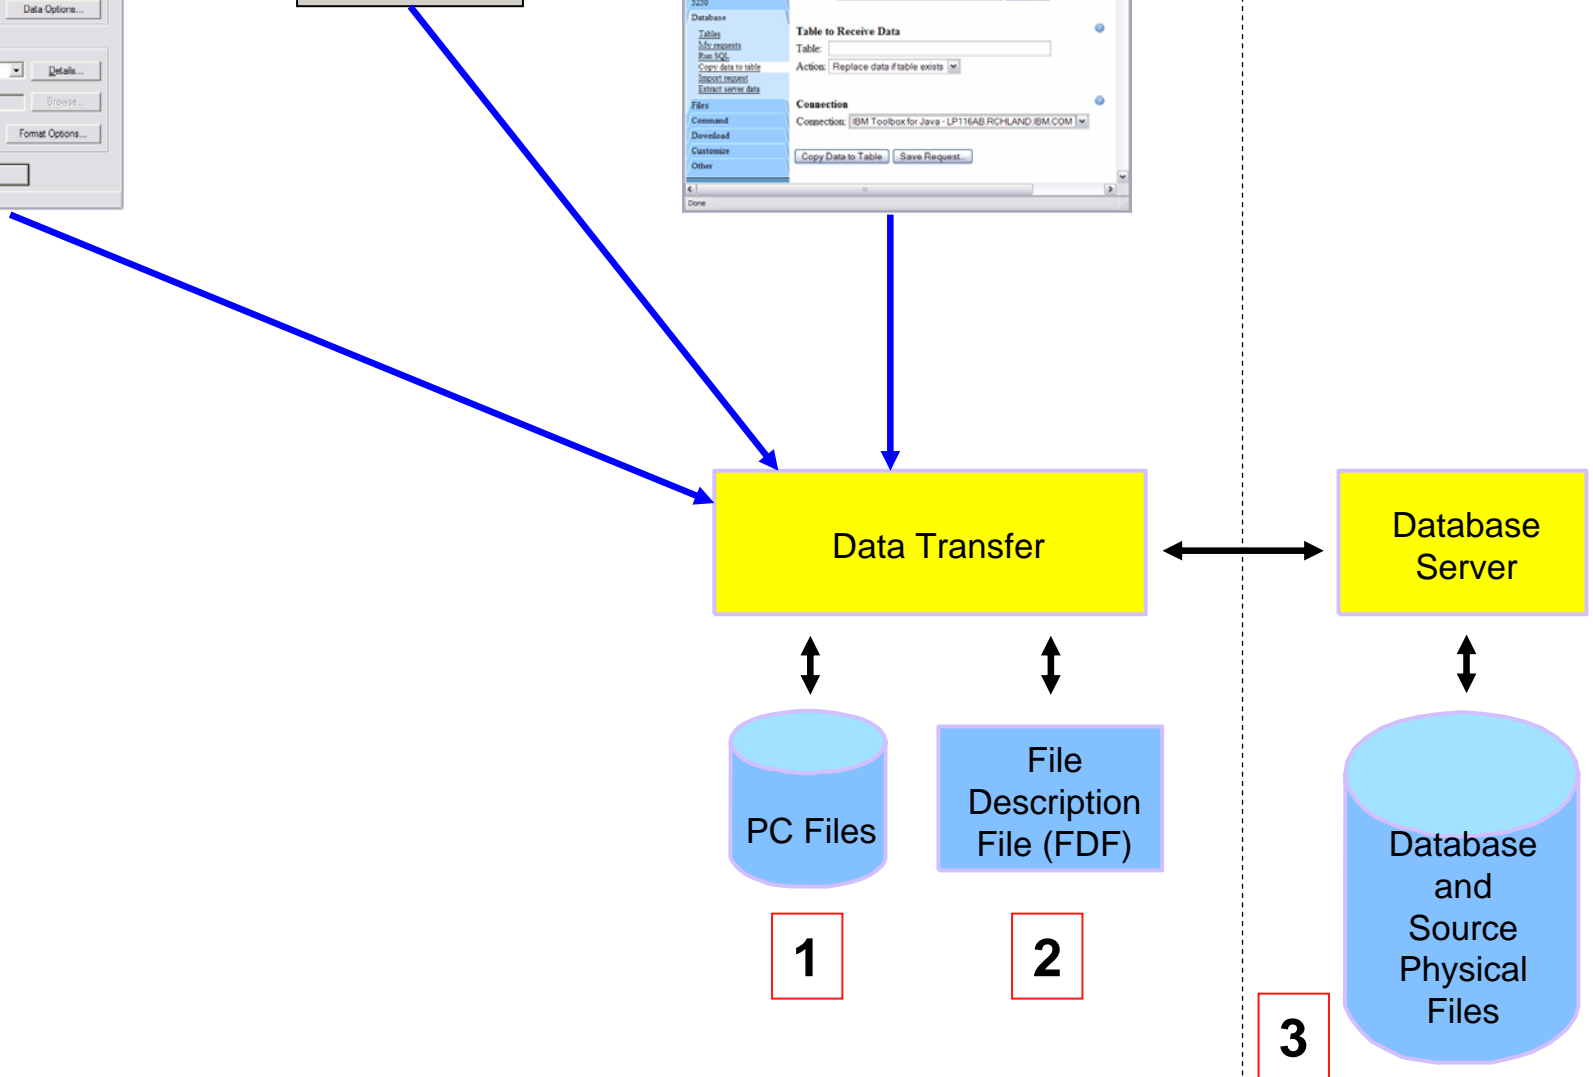 Data Options...
Details...
Browse...
Format Options...
5250
Database
Tables
My requests
Run SQL
Copy data to table
Import request
Extract server data
Files
Command
Download
Customize
Other
Done
Table to Receive Data
Table:
Action: Replace data if table exists
Connection
Connection: IBM Toolbox for Java - LP116AB.RCHLAND.IBM.COM
Copy Data to Table Save Request...
Data Transfer
Database
Server
PC Files
File
Description
File (FDF)
Database
and
Source
Physical
Files
1
2
3